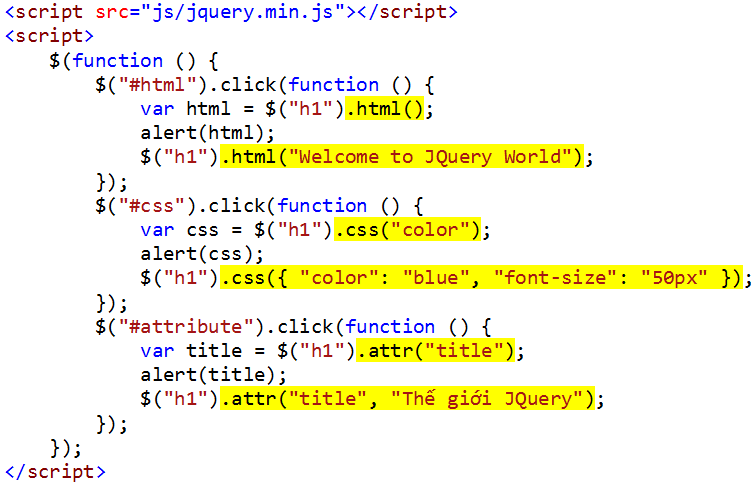 <script src="js/jquery.min.js"></script>
<script>
    $(function () {
        $("#html").click(function () {
            var html = $("h1").html();
            alert(html);
            $("h1").html("Welcome to JQuery World");
        });
        $("#css").click(function () {
            var css = $("h1").css("color");
            alert(css);
            $("h1").css({ "color": "blue", "font-size": "50px" });
        });
        $("#attribute").click(function () {
            var title = $("h1").attr("title");
            alert(title);
            $("h1").attr("title", "Thế giới JQuery");
        });
    });
</script>